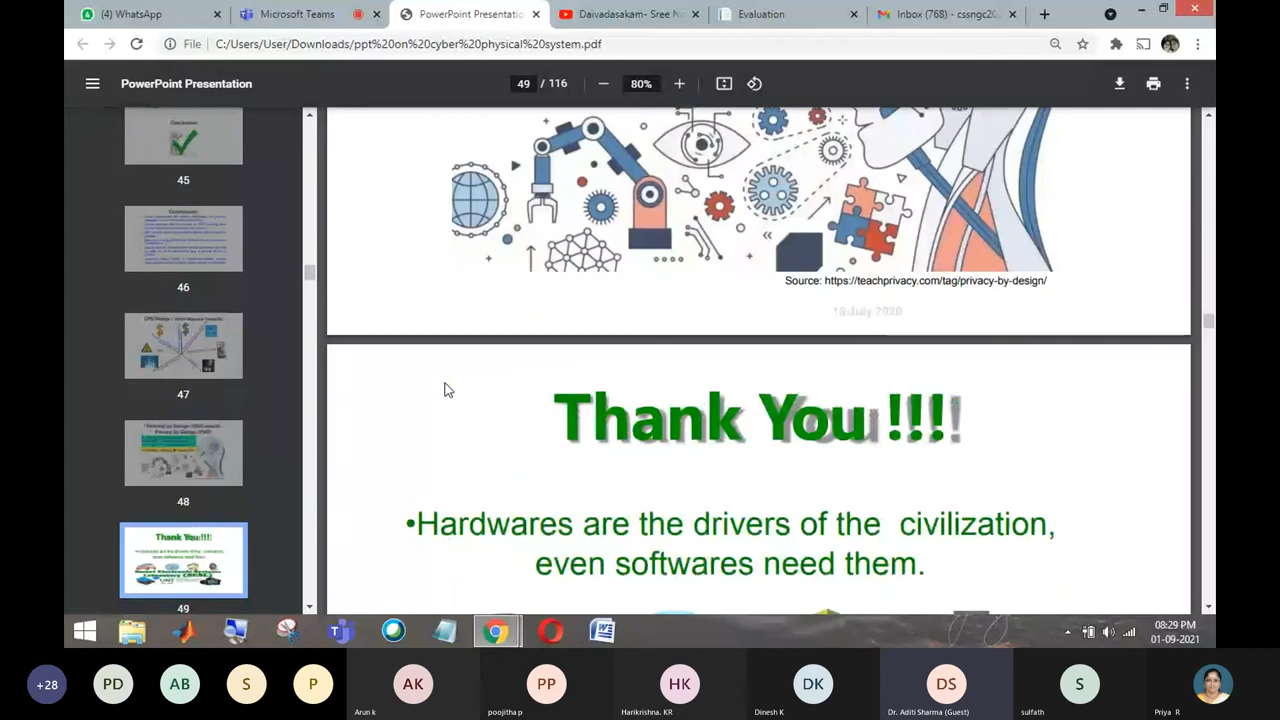 (4) WhatsApp
Microsoft Teams
PowerPoint Presentatio
Daivadasakam- Sree Na
Evaluation
Inbox (768) - cssngc20
File
C:/Users/User/Downloads/ppt%20on%20cyber%20physical%20system.pdf
PowerPoint Presentation
49 / 116
80%
45
46
47
48
Thank You!!!
49
Source: https://teachprivacy.com/tag/privacy-by-design/
Thank You !!!
•Hardwares are the drivers of the civilization,
even softwares need them.
08:29 PM
01-09-2021
+28
PD
AB
S
P
AK
Arun k
PP
poojitha p
HK
Harikrishna. KR
DK
Dinesh K
DS
Dr. Aditi Sharma (Guest)
S
sulfath
Priya R